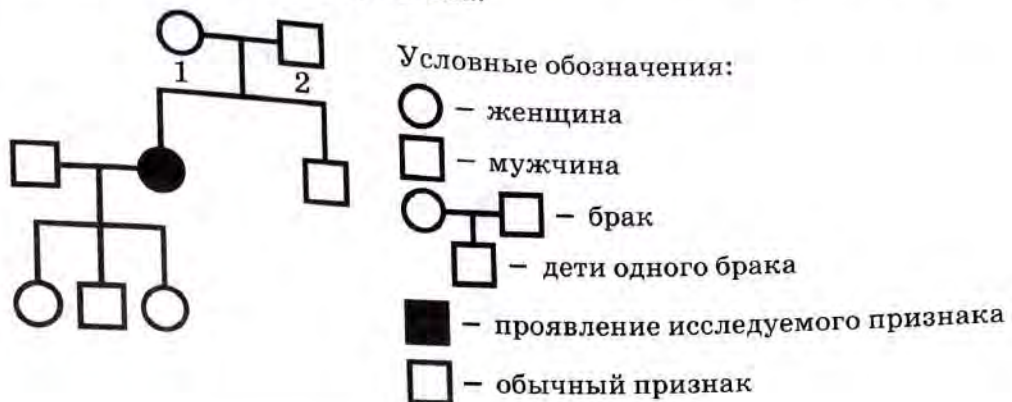 1
2
Условные обозначения:
– женщина
– мужчина
– брак
– дети одного брака
– проявление исследуемого признака
– обычный признак